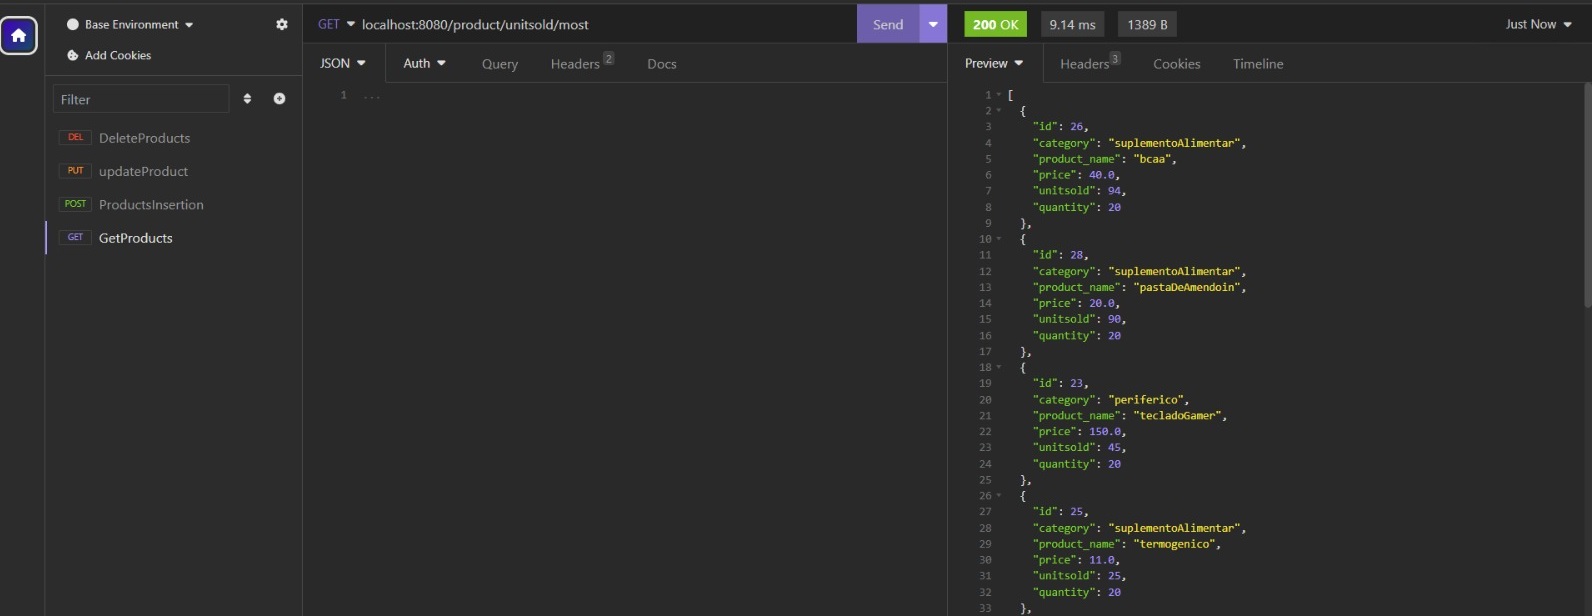 Base Environment
Add Cookies
Filter
DEL DeleteProducts
PUT updateProduct
POST ProductsInsertion
GET GetProducts
GET localhost:8080/product/unitsold/most
Send
JSON Auth Query Headers 2 Docs
1 ...
200 OK 9.14 ms 1389 B Just Now
Preview Headers 3 Cookies Timeline
1 [
2 {
3 "id": 26,
4 "category": "suplementoAlimentar",
5 "product_name": "bcaa",
6 "price": 40.0,
7 "unitsold": 94,
8 "quantity": 20
9 },
10 {
11 "id": 28,
12 "category": "suplementoAlimentar",
13 "product_name": "pastaDeAmendoin",
14 "price": 20.0,
15 "unitsold": 90,
16 "quantity": 20
17 },
18 {
19 "id": 23,
20 "category": "periferico",
21 "product_name": "tecladoGamer",
22 "price": 150.0,
23 "unitsold": 45,
24 "quantity": 20
25 },
26 {
27 "id": 25,
28 "category": "suplementoAlimentar",
29 "product_name": "termogenico",
30 "price": 11.0,
31 "unitsold": 25,
32 "quantity": 20
33 },